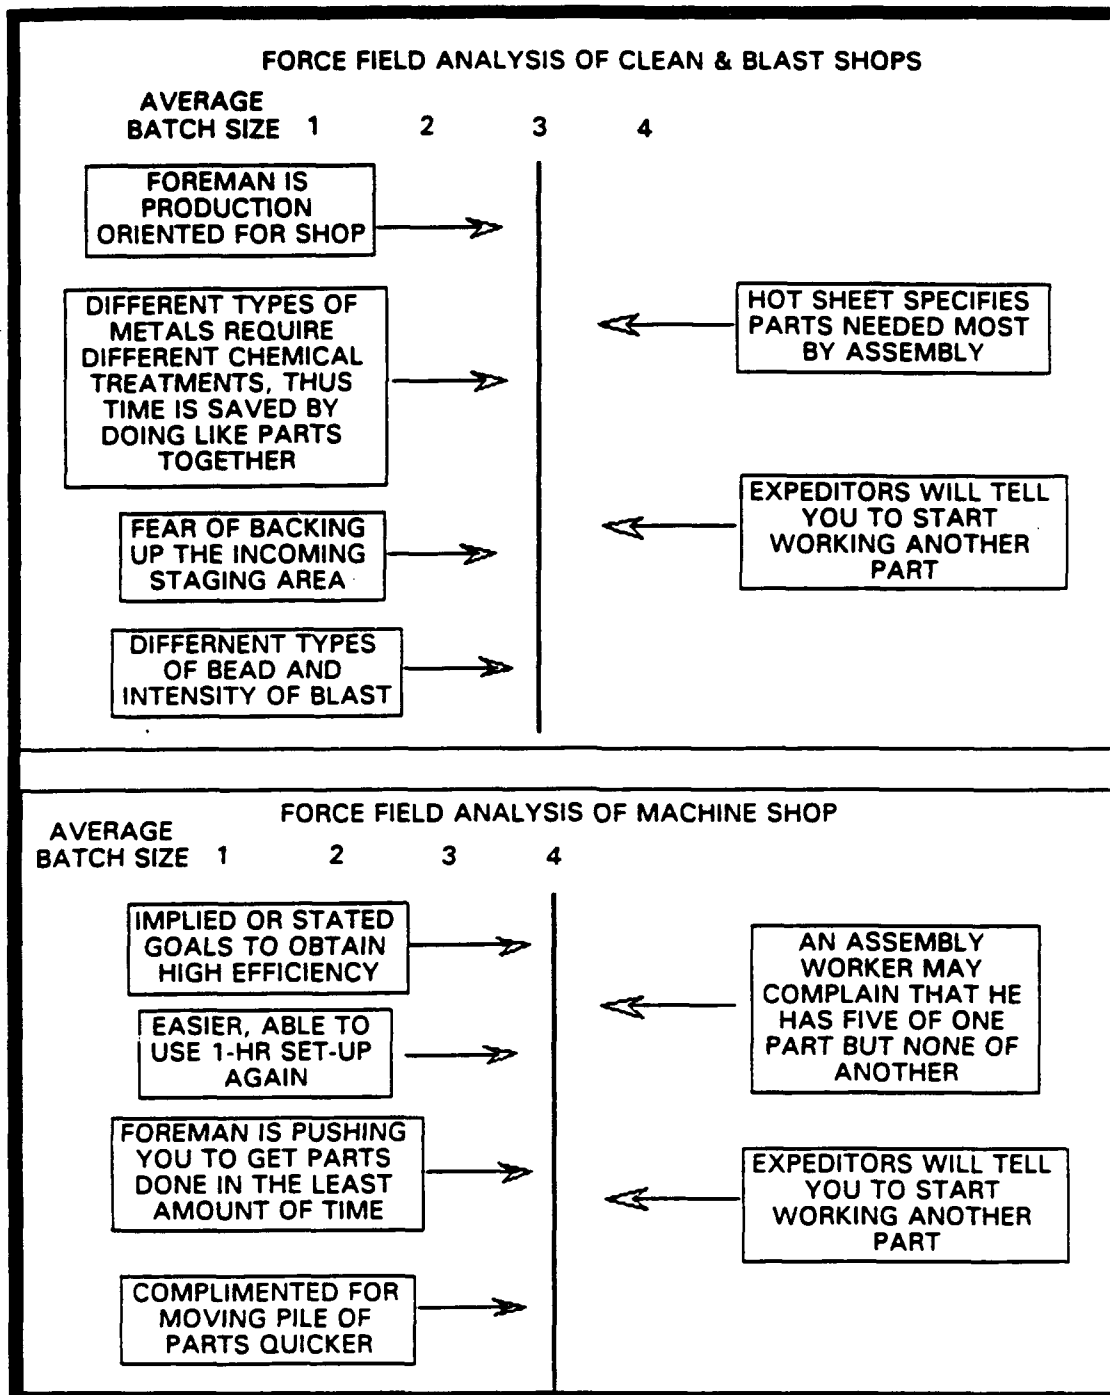 FORCE FIELD ANALYSIS OF CLEAN & BLAST SHOPS
AVERAGE
BATCH SIZE 1 2 3 4
FOREMAN IS
PRODUCTION
ORIENTED FOR SHOP
DIFFERENT TYPES OF
METALS REQUIRE
DIFFERENT CHEMICAL
TREATMENTS, THUS
TIME IS SAVED BY
DOING LIKE PARTS
TOGETHER
FEAR OF BACKING
UP THE INCOMING
STAGING AREA
DIFFERNENT TYPES
OF BEAD AND
INTENSITY OF BLAST
HOT SHEET SPECIFIES
PARTS NEEDED MOST
BY ASSEMBLY
EXPEDITORS WILL TELL
YOU TO START
WORKING ANOTHER
PART
FORCE FIELD ANALYSIS OF MACHINE SHOP
AVERAGE
BATCH SIZE 1 2 3 4
IMPLIED OR STATED
GOALS TO OBTAIN
HIGH EFFICIENCY
EASIER, ABLE TO
USE 1-HR SET-UP
AGAIN
FOREMAN IS PUSHING
YOU TO GET PARTS
DONE IN THE LEAST
AMOUNT OF TIME
COMPLIMENTED FOR
MOVING PILE OF
PARTS QUICKER
AN ASSEMBLY
WORKER MAY
COMPLAIN THAT HE
HAS FIVE OF ONE
PART BUT NONE OF
ANOTHER
EXPEDITORS WILL TELL
YOU TO START
WORKING ANOTHER
PART